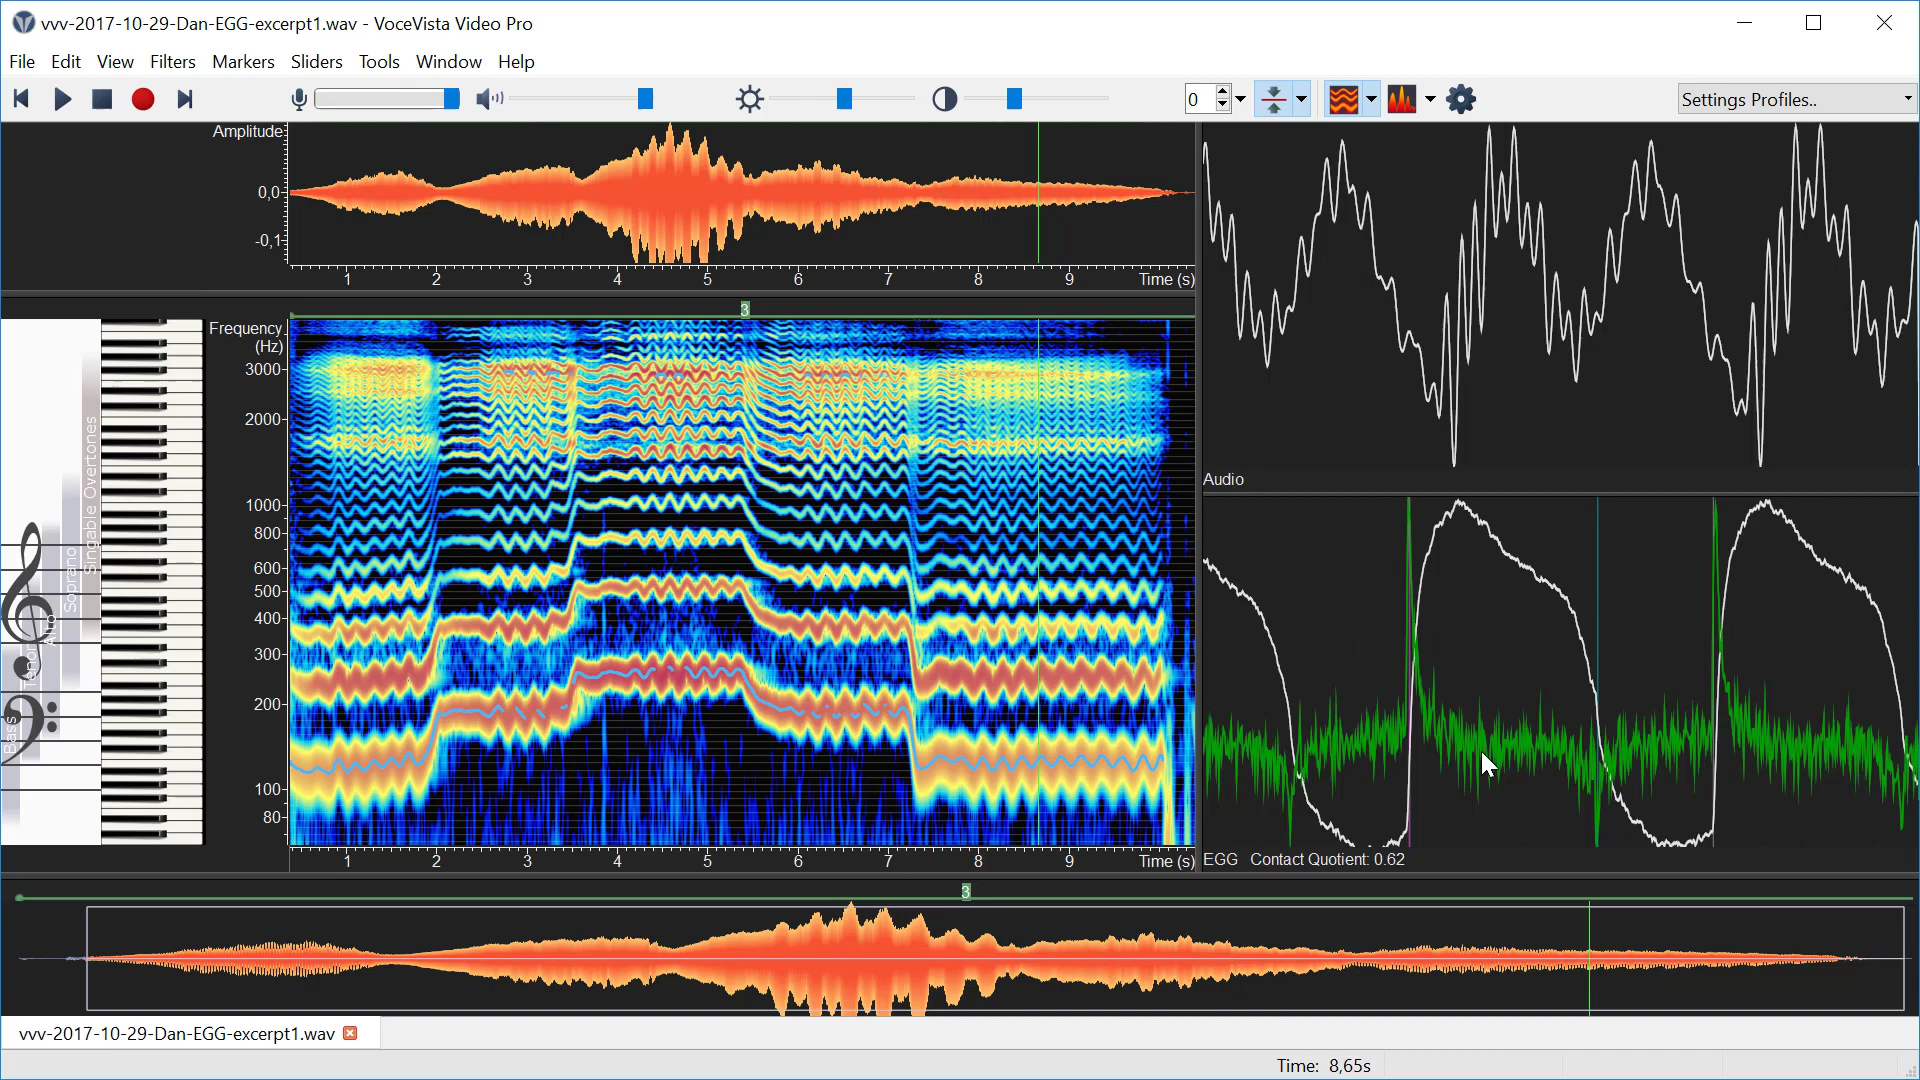 vvv-2017-10-29-Dan-EGG-excerpt1.wav - VoceVista Video Pro
File Edit View Filters Markers Sliders Tools Window Help
0
Settings Profiles..
Amplitude
0,0
-0,1
1 2 3 4 5 6 7 8 9 Time (s)
3
Frequency
(Hz)
3000
2000
1000
800
600
500
400
300
200
100
80
Singable Overtones
Soprano
Alto
Tenor
Bass
1 2 3 4 5 6 7 8 9 Time (s)
Audio
EGG Contact Quotient: 0.62
3
vvv-2017-10-29-Dan-EGG-excerpt1.wav
Time: 8,65s